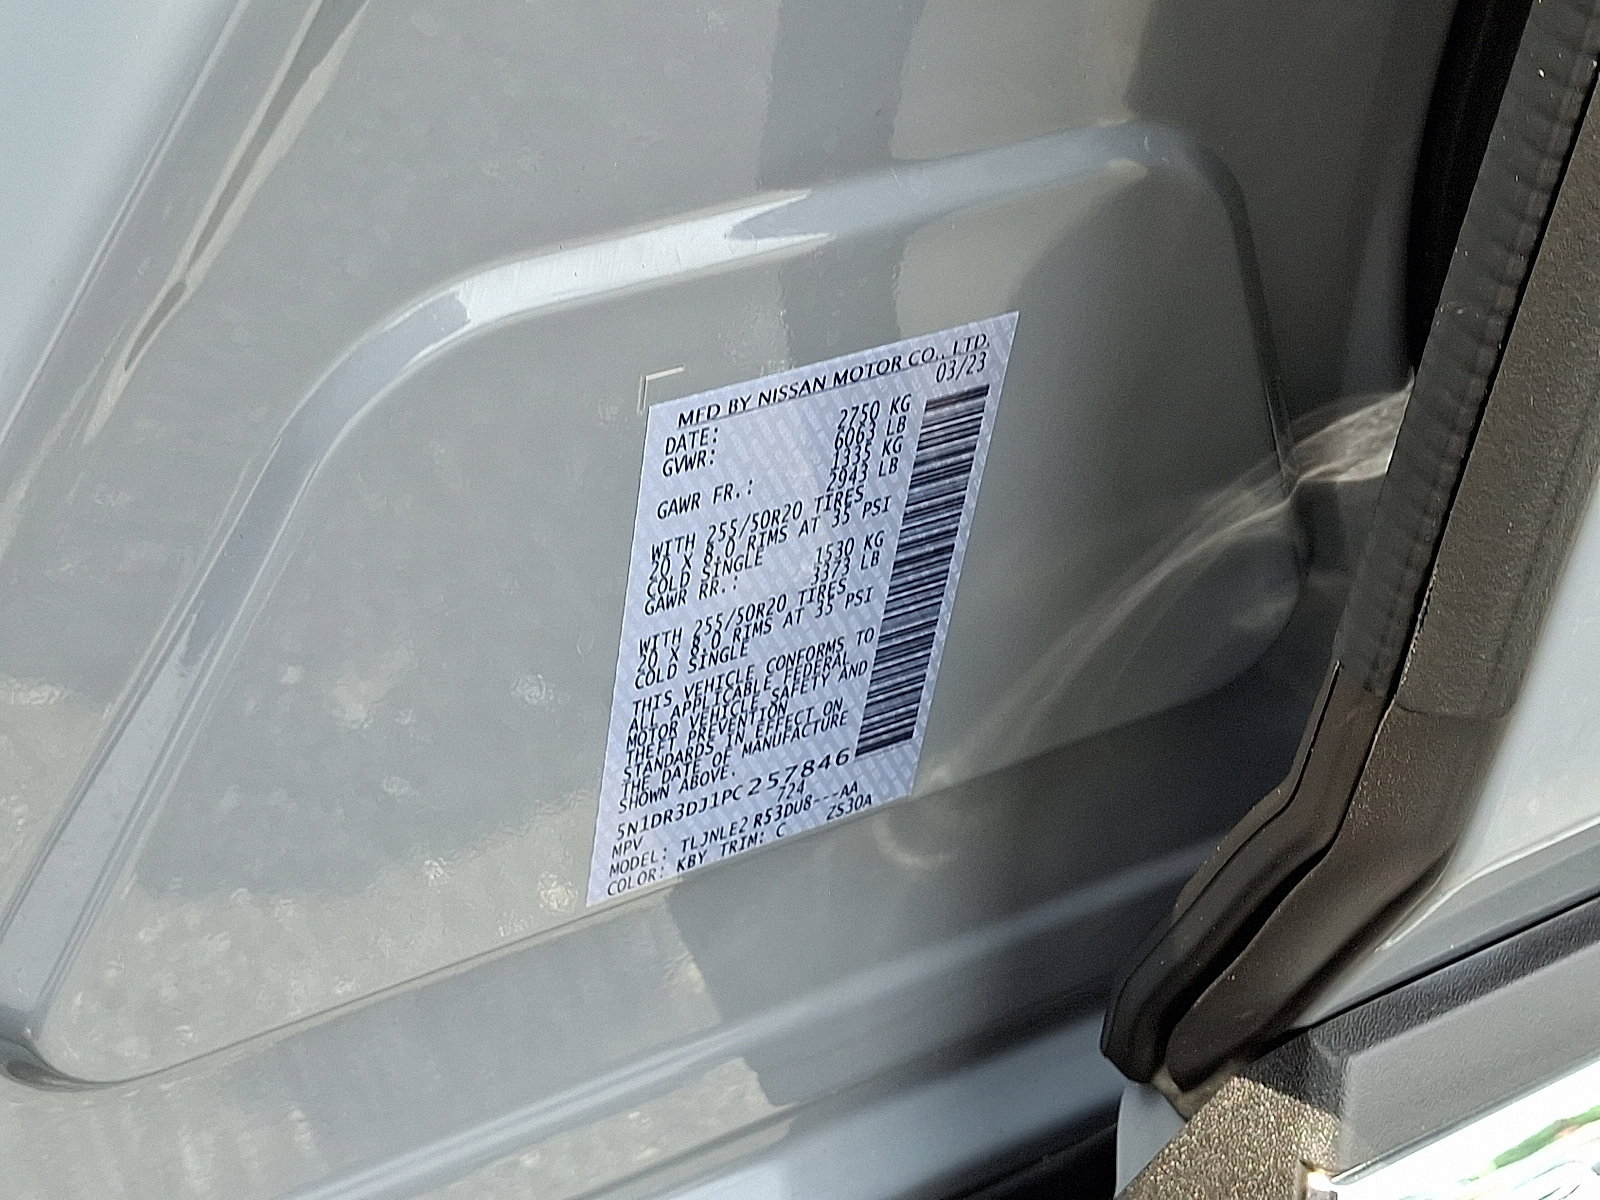 MFD BY NISSAN MOTOR CO., LTD.
DATE: 03/23
GVWR: 2750 KG
6063 LB
GAWR FR.: 1335 KG
2943 LB
WITH 255/50R20 TIRES
20 X 8.0 RIMS AT 35 PSI
COLD SINGLE
GAWR RR.: 1530 KG
3373 LB
WITH 255/50R20 TIRES
20 X 8.0 RIMS AT 35 PSI
COLD SINGLE
THIS VEHICLE CONFORMS TO
ALL APPLICABLE FEDERAL
MOTOR VEHICLE SAFETY AND
THEFT PREVENTION
STANDARDS IN EFFECT ON
THE DATE OF MANUFACTURE
SHOWN ABOVE.
5N1DR3DJ1PC257846
MPV 724
MODEL: TLJNLE2 R53DU8---AA
COLOR: KBY TRIM: C ZS30A